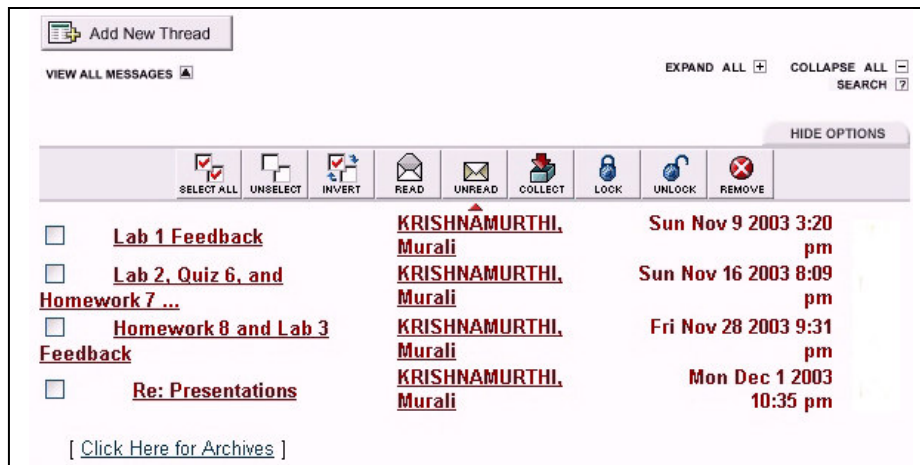 Add New Thread
VIEW ALL MESSAGES
EXPAND ALL + COLLAPSE ALL −
SEARCH ?
HIDE OPTIONS
SELECT ALL UNSELECT INVERT READ UNREAD COLLECT LOCK UNLOCK REMOVE
Lab 1 Feedback KRISHNAMURTHI, Murali Sun Nov 9 2003 3:20 pm
Lab 2, Quiz 6, and Homework 7 ... KRISHNAMURTHI, Murali Sun Nov 16 2003 8:09 pm
Homework 8 and Lab 3 Feedback KRISHNAMURTHI, Murali Fri Nov 28 2003 9:31 pm
Re: Presentations KRISHNAMURTHI, Murali Mon Dec 1 2003 10:35 pm
[ Click Here for Archives ]